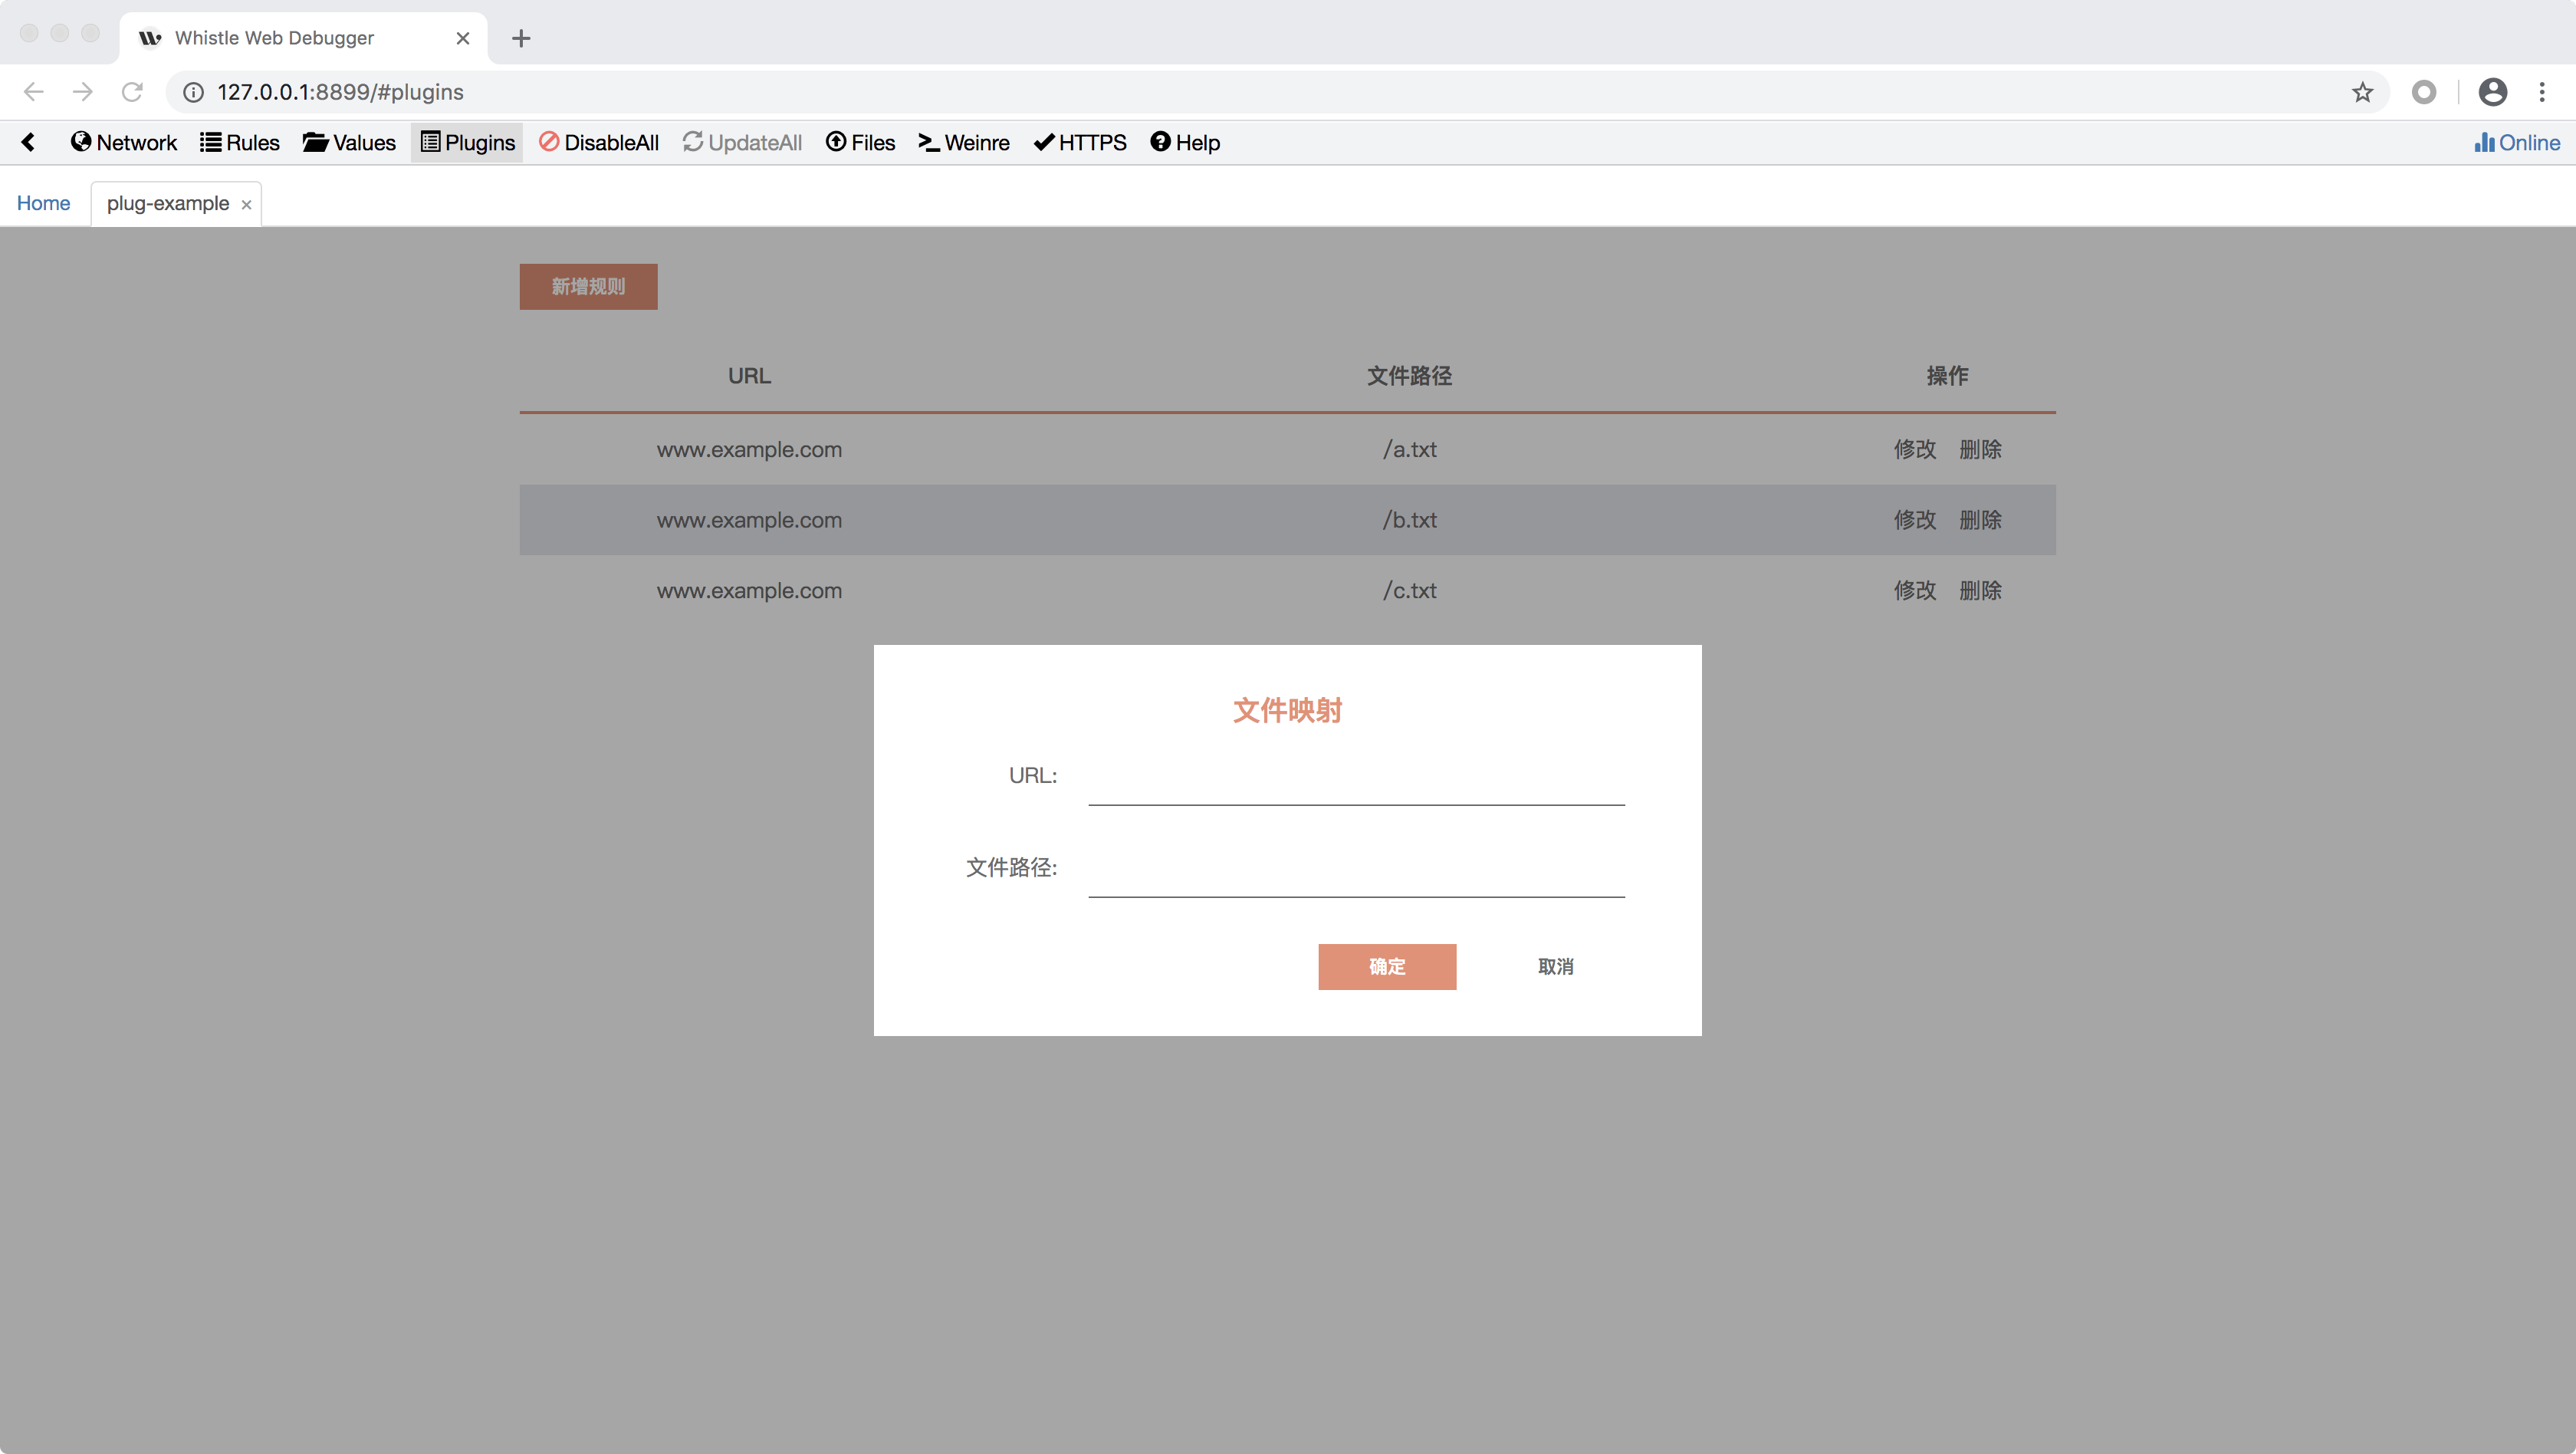 Whistle Web Debugger
127.0.0.1:8899/#plugins
Network Rules Values Plugins DisableAll UpdateAll Files Weinre HTTPS Help Online
Home plug-example
新增规则
URL 文件路径 操作
www.example.com /a.txt 修改 删除
www.example.com /b.txt 修改 删除
www.example.com /c.txt 修改 删除
文件映射
URL:
文件路径:
确定 取消